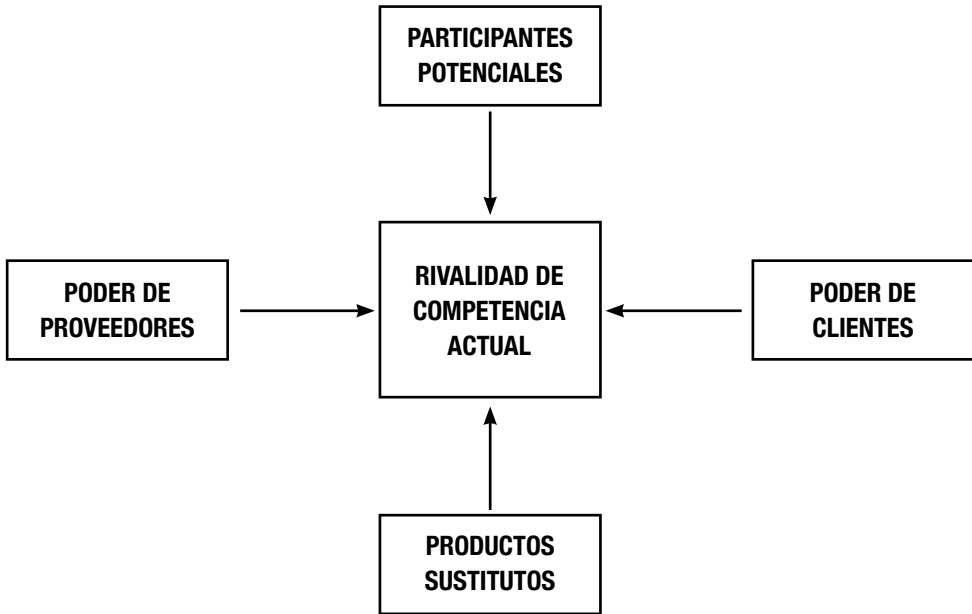 PARTICIPANTES
POTENCIALES
PODER DE
PROVEEDORES
RIVALIDAD DE
COMPETENCIA
ACTUAL
PODER DE
CLIENTES
PRODUCTOS
SUSTITUTOS